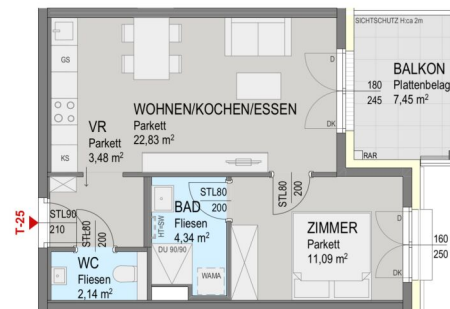 SICHTSCHUTZ H:ca 2m
GS
D
BALKON
Plattenbelag
7,45 m²
180
245
WOHNEN/KOCHEN/ESSEN
Parkett
22,83 m²
VR
Parkett
3,48 m²
DK
KS
RAR
STL80
200
STL80
200
T-25
STL90
210
STL80
200
BAD
Fliesen
4,34 m²
HT=SW
DU 90/90
WAMA
ZIMMER
Parkett
11,09 m²
D
DK
160
250
WC
Fliesen
2,14 m²